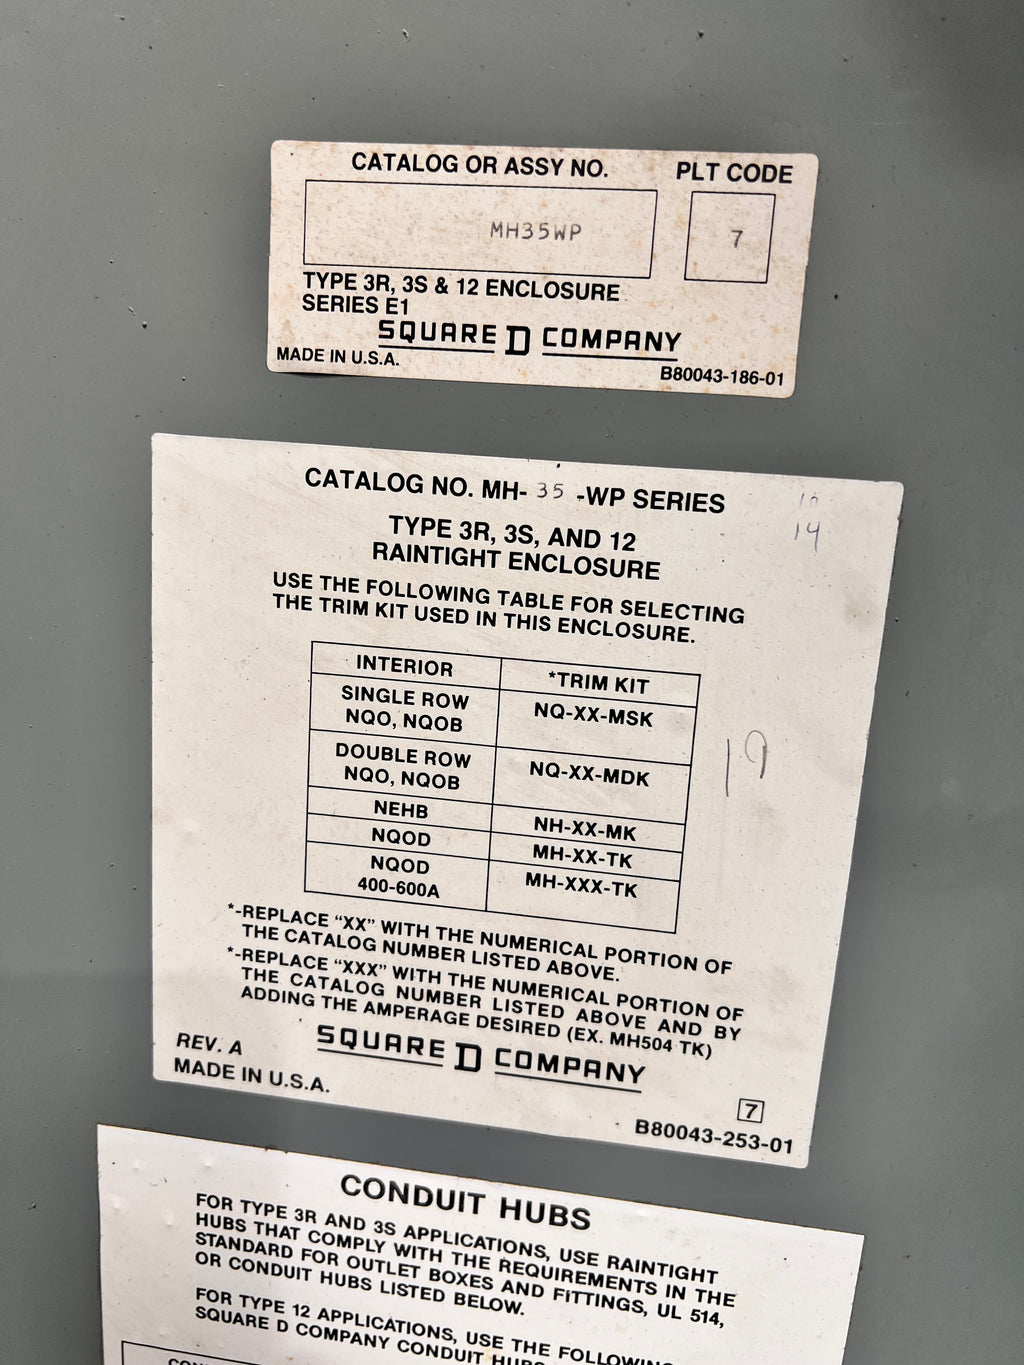 CATALOG OR ASSY NO.
PLT CODE
MH35WP
7
TYPE 3R, 3S & 12 ENCLOSURE
SERIES E1
SQUARE D COMPANY
MADE IN U.S.A.
B80043-186-01
CATALOG NO. MH- 35 -WP SERIES
10
14
TYPE 3R, 3S, AND 12
RAINTIGHT ENCLOSURE
USE THE FOLLOWING TABLE FOR SELECTING
THE TRIM KIT USED IN THIS ENCLOSURE.
INTERIOR
*TRIM KIT
SINGLE ROW
NQO, NQOB
NQ-XX-MSK
DOUBLE ROW
NQO, NQOB
NQ-XX-MDK
19
NEHB
NH-XX-MK
NQOD
MH-XX-TK
NQOD
400-600A
MH-XXX-TK
*-REPLACE “XX” WITH THE NUMERICAL PORTION OF
THE CATALOG NUMBER LISTED ABOVE.
*-REPLACE “XXX” WITH THE NUMERICAL PORTION OF
THE CATALOG NUMBER LISTED ABOVE AND BY
ADDING THE AMPERAGE DESIRED (EX. MH504 TK)
SQUARE D COMPANY
REV. A
MADE IN U.S.A.
7
B80043-253-01
CONDUIT HUBS
FOR TYPE 3R AND 3S APPLICATIONS, USE RAINTIGHT
HUBS THAT COMPLY WITH THE REQUIREMENTS IN THE
STANDARD FOR OUTLET BOXES AND FITTINGS, UL 514,
OR CONDUIT HUBS LISTED BELOW.
FOR TYPE 12 APPLICATIONS, USE THE FOLLOWING
SQUARE D COMPANY CONDUIT HUBS